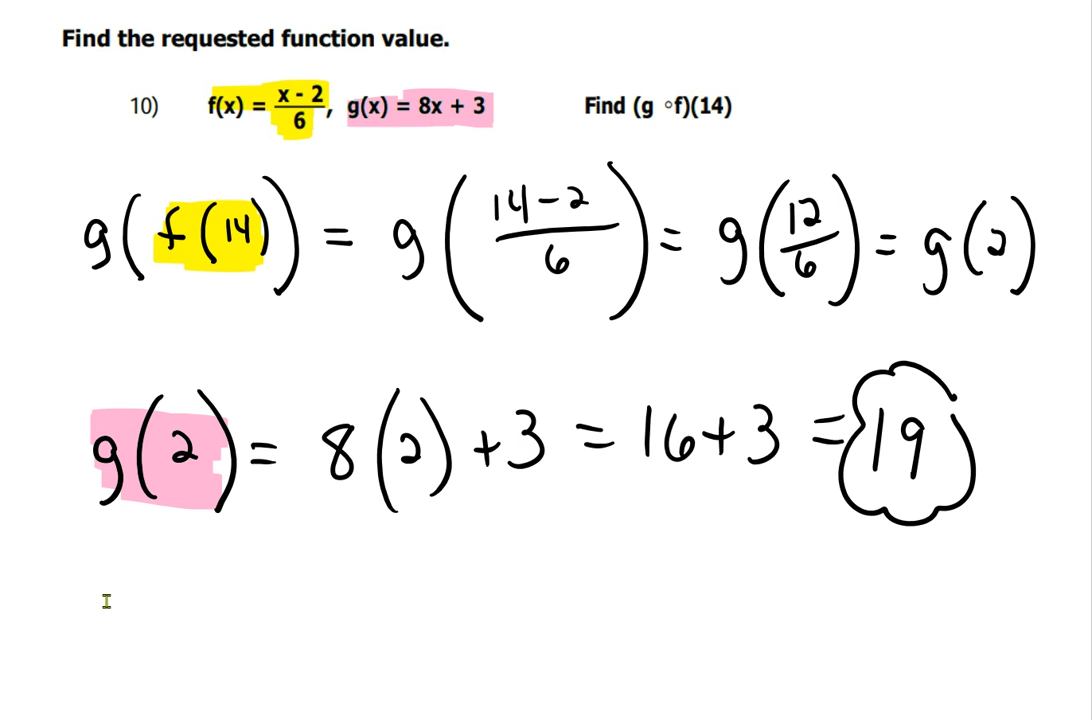 Find the requested function value.
10) f(x) = x - 2 / 6, g(x) = 8x + 3 Find (g ∘f)(14)
g(f(14)) = g(14-2 / 6) = g(12 / 6) = g(2)
g(2) = 8(2) +3 = 16+3 = 19